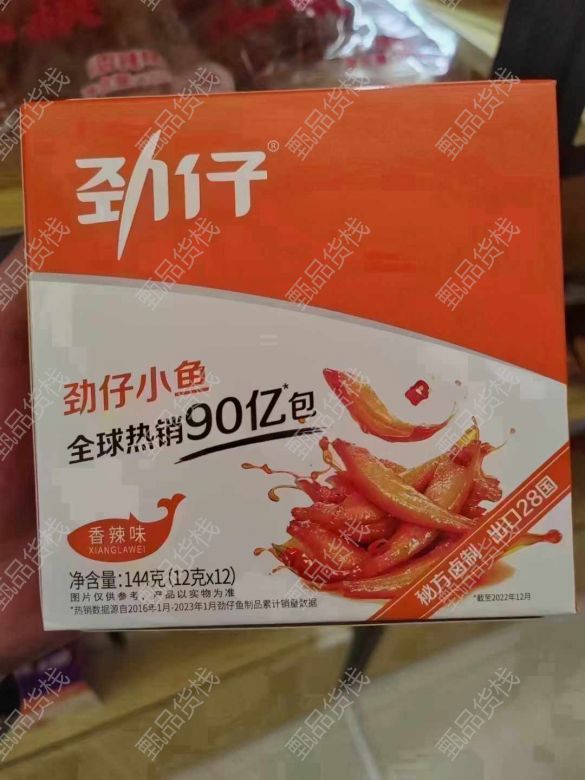 劲仔®
劲仔小鱼
全球热销90亿*包
香辣味
XIANGLAWEI
净含量:144克(12克x12)
图片仅供参考，产品以实物为准
*热销数据源自2016年1月-2023年1月劲仔鱼制品累计销量数据
秘方卤制 出口28国
*截至2022年12月
甄品货栈